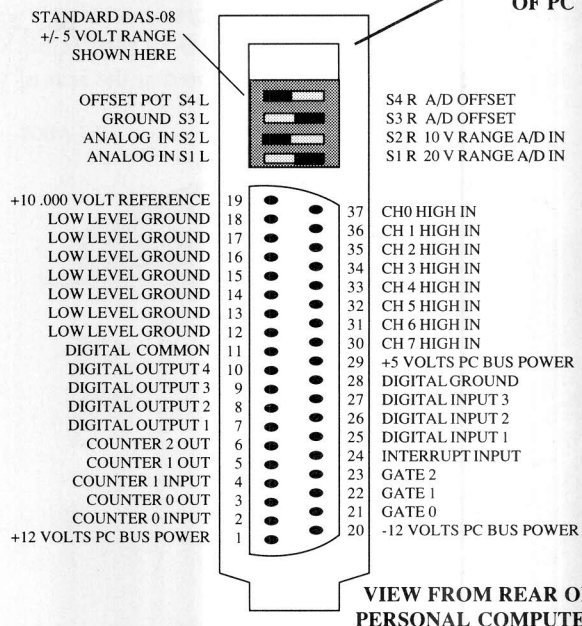 OF PC
STANDARD DAS-08
+/- 5 VOLT RANGE
SHOWN HERE
OFFSET POT S4 L
GROUND S3 L
ANALOG IN S2 L
ANALOG IN S1 L
S4 R A/D OFFSET
S3 R A/D OFFSET
S2 R 10 V RANGE A/D IN
S1 R 20 V RANGE A/D IN
+10 .000 VOLT REFERENCE 19
LOW LEVEL GROUND 18
LOW LEVEL GROUND 17
LOW LEVEL GROUND 16
LOW LEVEL GROUND 15
LOW LEVEL GROUND 14
LOW LEVEL GROUND 13
LOW LEVEL GROUND 12
DIGITAL COMMON 11
DIGITAL OUTPUT 4 10
DIGITAL OUTPUT 3 9
DIGITAL OUTPUT 2 8
DIGITAL OUTPUT 1 7
COUNTER 2 OUT 6
COUNTER 1 OUT 5
COUNTER 1 INPUT 4
COUNTER 0 OUT 3
COUNTER 0 INPUT 2
+12 VOLTS PC BUS POWER 1
37 CH0 HIGH IN
36 CH 1 HIGH IN
35 CH 2 HIGH IN
34 CH 3 HIGH IN
33 CH 4 HIGH IN
32 CH 5 HIGH IN
31 CH 6 HIGH IN
30 CH 7 HIGH IN
29 +5 VOLTS PC BUS POWER
28 DIGITAL GROUND
27 DIGITAL INPUT 3
26 DIGITAL INPUT 2
25 DIGITAL INPUT 1
24 INTERRUPT INPUT
23 GATE 2
22 GATE 1
21 GATE 0
20 -12 VOLTS PC BUS POWER
VIEW FROM REAR O
PERSONAL COMPUTE